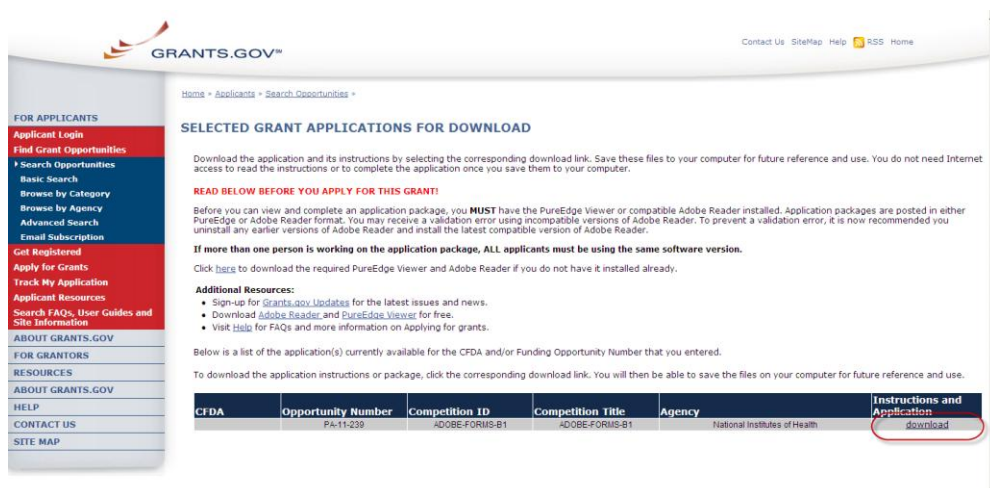 GRANTS.GOV℠
Contact Us SiteMap Help RSS Home
Home > Applicants > Search Opportunities >
FOR APPLICANTS
Applicant Login
Find Grant Opportunities
Search Opportunities
Basic Search
Browse by Category
Browse by Agency
Advanced Search
Email Subscription
Get Registered
Apply for Grants
Track My Application
Applicant Resources
Search FAQs, User Guides and
Site Information
ABOUT GRANTS.GOV
FOR GRANTORS
RESOURCES
ABOUT GRANTS.GOV
HELP
CONTACT US
SITE MAP
SELECTED GRANT APPLICATIONS FOR DOWNLOAD
Download the application and its instructions by selecting the corresponding download link. Save these files to your computer for future reference and use. You do not need Internet
access to read the instructions or to complete the application once you save them to your computer.
READ BELOW BEFORE YOU APPLY FOR THIS GRANT!
Before you can view and complete an application package, you MUST have the PureEdge Viewer or compatible Adobe Reader installed. Application packages are posted in either
PureEdge or Adobe Reader format. You may receive a validation error using incompatible versions of Adobe Reader. To prevent a validation error, it is now recommended you
uninstall any earlier versions of Adobe Reader and install the latest compatible version of Adobe Reader.
If more than one person is working on the application package, ALL applicants must be using the same software version.
Click here to download the required PureEdge Viewer and Adobe Reader if you do not have it installed already.
Additional Resources:
• Sign-up for Grants.gov Updates for the latest issues and news.
• Download Adobe Reader and PureEdge Viewer for free.
• Visit Help for FAQs and more information on Applying for grants.
Below is a list of the application(s) currently available for the CFDA and/or Funding Opportunity Number that you entered.
To download the application instructions or package, click the corresponding download link. You will then be able to save the files on your computer for future reference and use.
CFDA Opportunity Number Competition ID Competition Title Agency Instructions and Application
PA-11-239 ADOBE-FORMS-B1 ADOBE-FORMS-B1 National Institutes of Health download